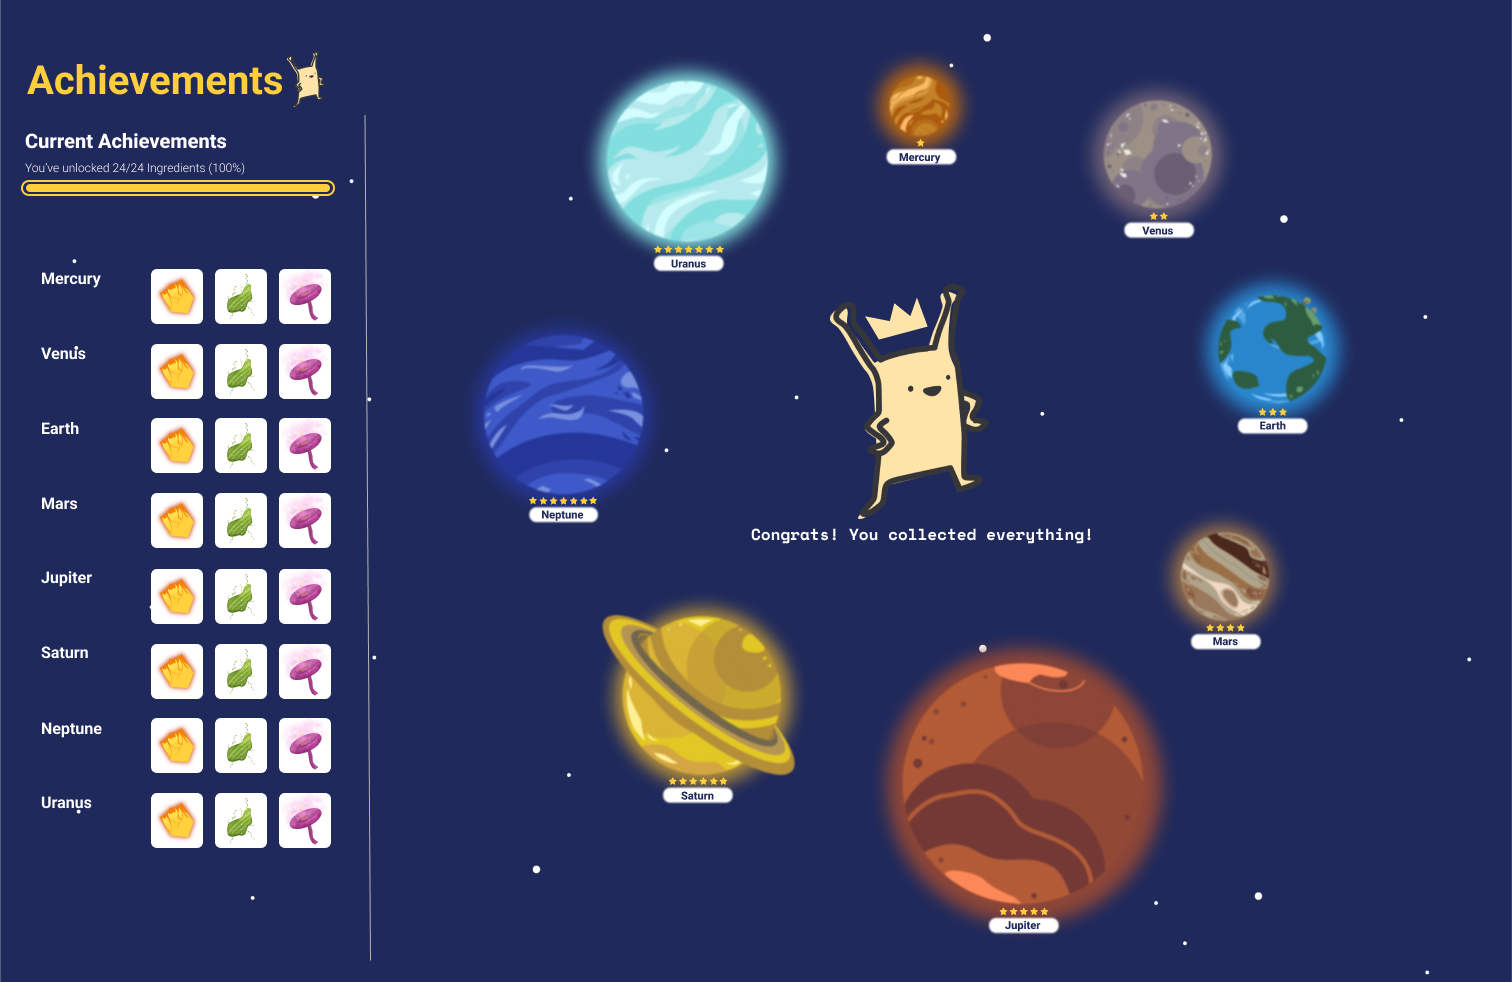 Achievements
Current Achievements
You've unlocked 24/24 Ingredients (100%)
Mercury
Venus
Earth
Mars
Jupiter
Saturn
Neptune
Uranus
Mercury
Venus
Uranus
Earth
Neptune
Congrats! You collected everything!
Mars
Saturn
Jupiter